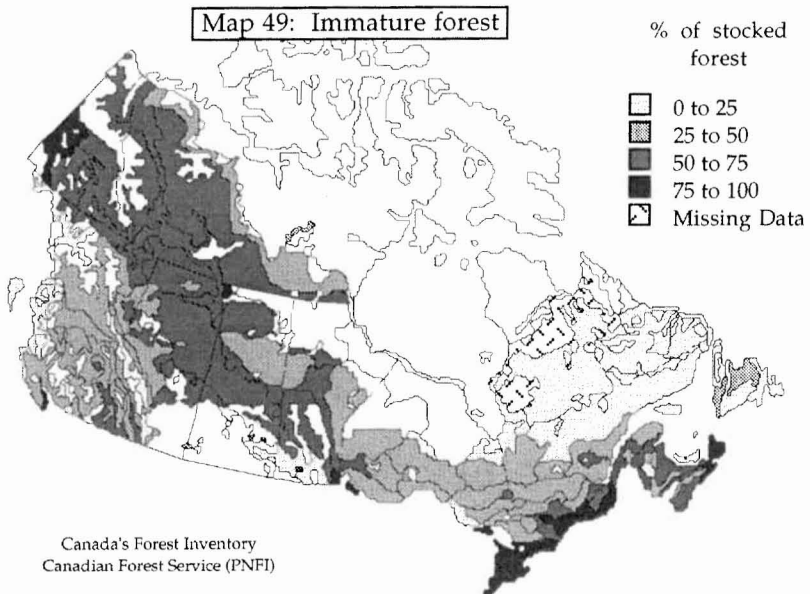 Map 49: Immature forest
% of stocked
forest
0 to 25
25 to 50
50 to 75
75 to 100
Missing Data
Canada's Forest Inventory
Canadian Forest Service (PNFI)